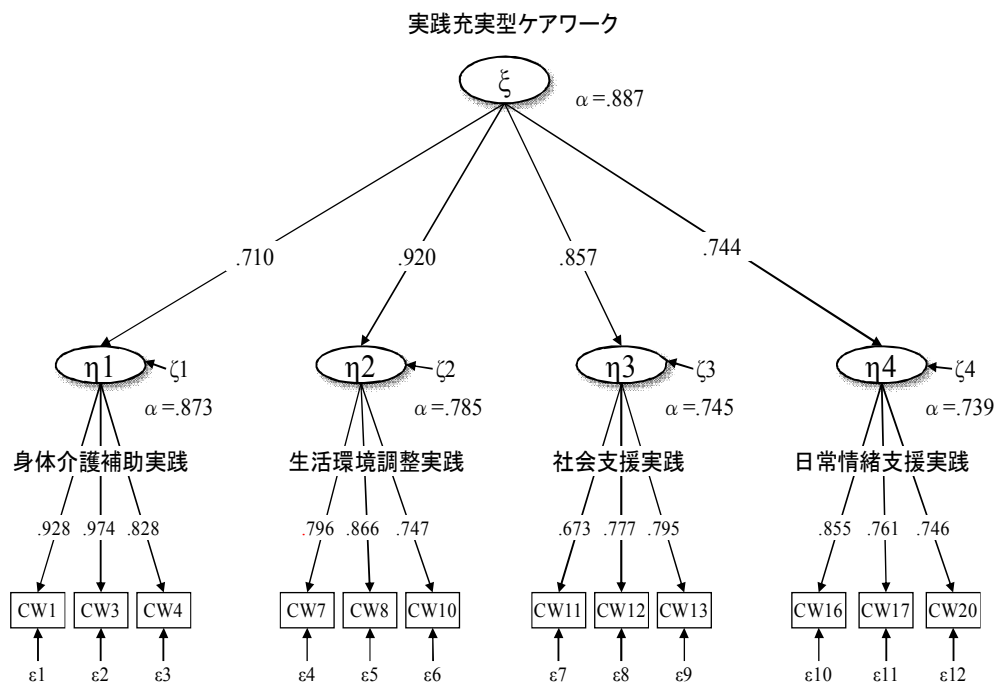 実践充実型ケアワーク
ξ
α=.887
.710 .920 .857 .744
η1 ζ1 η2 ζ2 η3 ζ3 η4 ζ4
α=.873 α=.785 α=.745 α=.739
身体介護補助実践 生活環境調整実践 社会支援実践 日常情緒支援実践
.928 .974 .828 .796 .866 .747 .673 .777 .795 .855 .761 .746
CW1 CW3 CW4 CW7 CW8 CW10 CW11 CW12 CW13 CW16 CW17 CW20
ε1 ε2 ε3 ε4 ε5 ε6 ε7 ε8 ε9 ε10 ε11 ε12